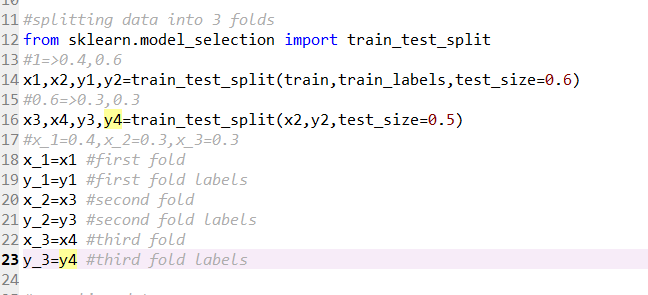 11 #splitting data into 3 folds
12 from sklearn.model_selection import train_test_split
13 #1=>0.4,0.6
14 x1,x2,y1,y2=train_test_split(train,train_labels,test_size=0.6)
15 #0.6=>0.3,0.3
16 x3,x4,y3,y4=train_test_split(x2,y2,test_size=0.5)
17 #x_1=0.4,x_2=0.3,x_3=0.3
18 x_1=x1 #first fold
19 y_1=y1 #first fold labels
20 x_2=x3 #second fold
21 y_2=y3 #second fold labels
22 x_3=x4 #third fold
23 y_3=y4 #third fold labels
24